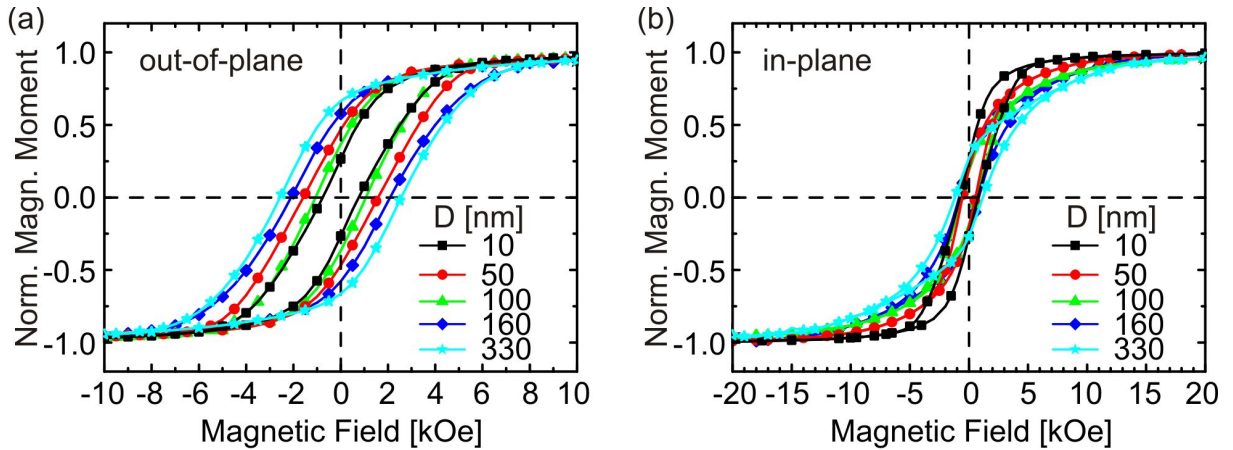 (a)
out-of-plane
Norm. Magn. Moment
1.0
0.5
0.0
-0.5
-1.0
D [nm]
10
50
100
160
330
-10 -8 -6 -4 -2 0 2 4 6 8 10
Magnetic Field [kOe]
(b)
in-plane
Norm. Magn. Moment
1.0
0.5
0.0
-0.5
-1.0
D [nm]
10
50
100
160
330
-20 -15 -10 -5 0 5 10 15 20
Magnetic Field [kOe]